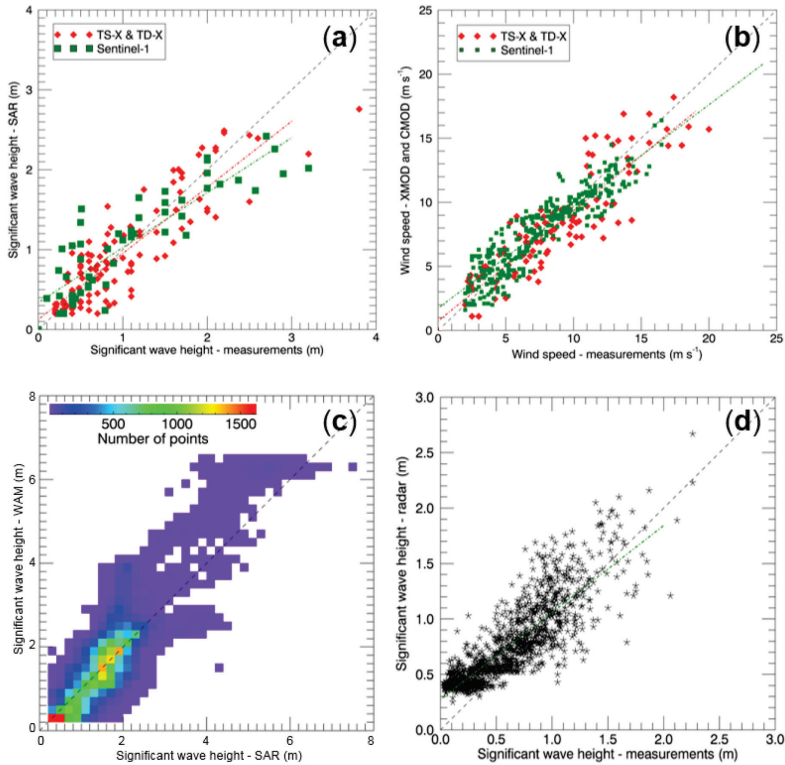 (a)
TS-X & TD-X
Sentinel-1
4
3
2
1
0
Significant wave height - SAR (m)
0 1 2 3 4
Significant wave height - measurements (m)
(b)
TS-X & TD-X
Sentinel-1
25
20
15
10
5
0
Wind speed - XMOD and CMOD (m s-1)
0 5 10 15 20 25
Wind speed - measurements (m s-1)
(c)
500 1000 1500
Number of points
8
6
4
2
0
Significant wave height - WAM (m)
0 2 4 6 8
Significant wave height - SAR (m)
(d)
3.0
2.5
2.0
1.5
1.0
0.5
0.0
Significant wave height - radar (m)
0.0 0.5 1.0 1.5 2.0 2.5 3.0
Significant wave height - measurements (m)